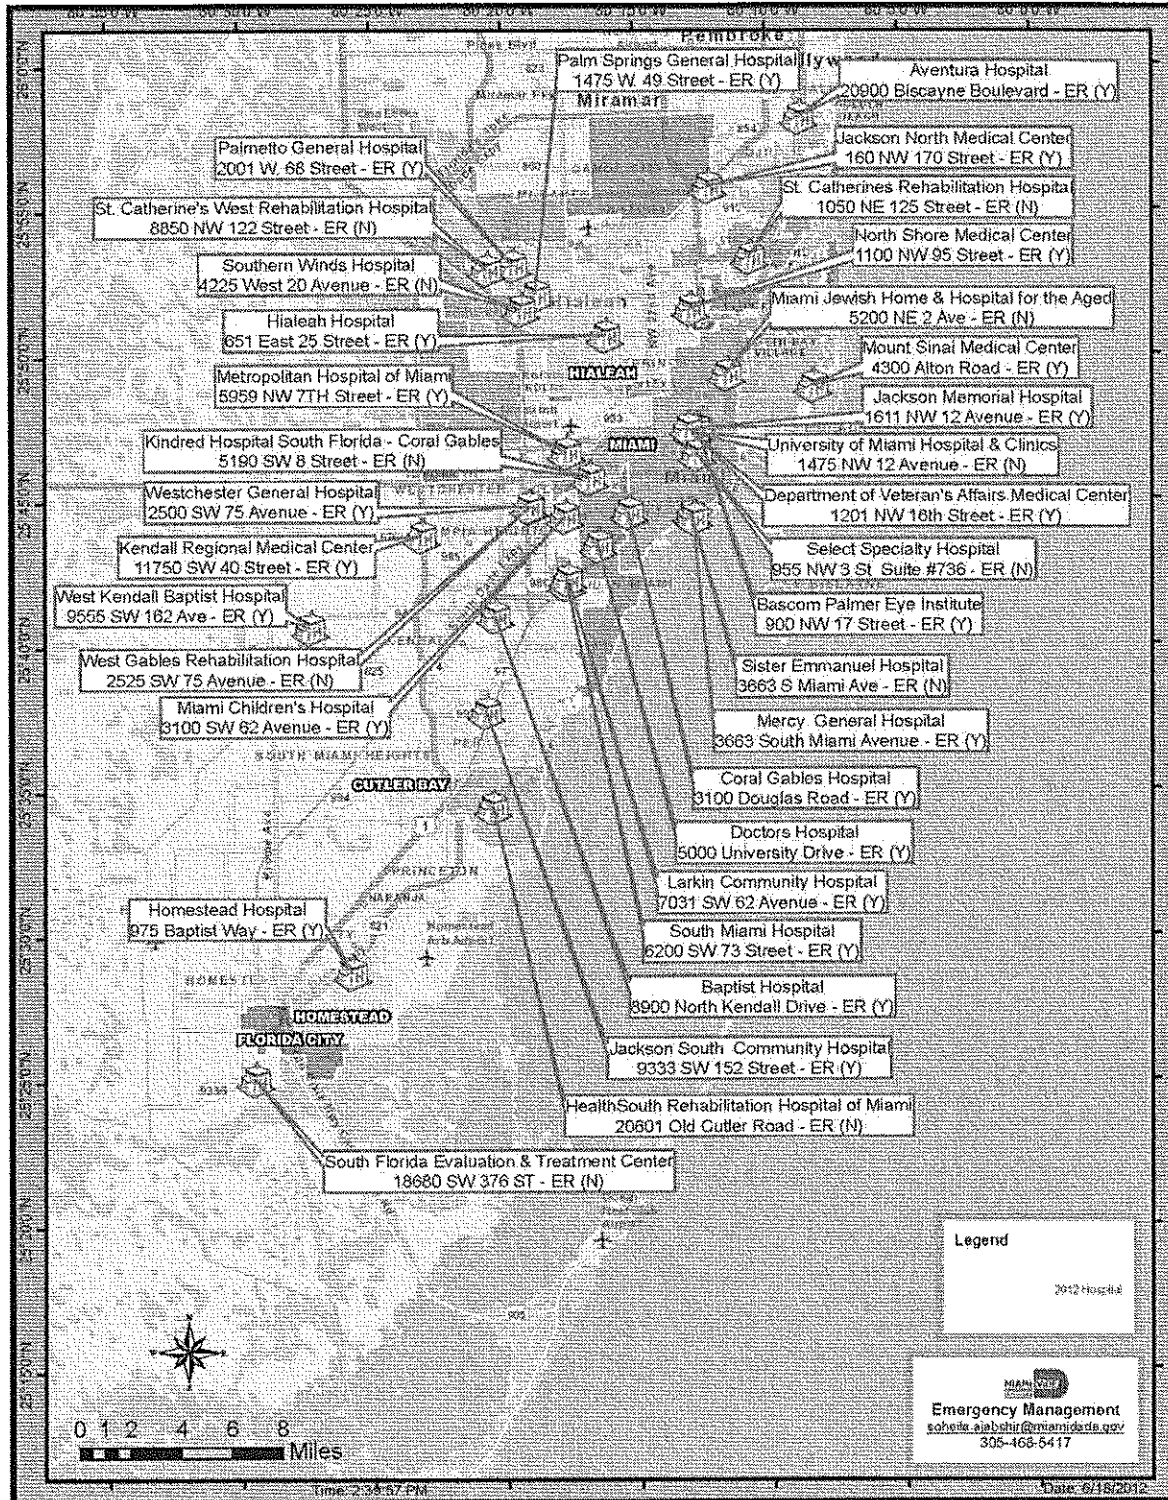 Pembroke
Palm Springs General Hospital
1475 W. 49 Street - ER (Y)
Miramar
Aventura Hospital
20900 Biscayne Boulevard - ER (Y)
Palmetto General Hospital
2001 W. 68 Street - ER (Y)
Jackson North Medical Center
160 NW 170 Street - ER (Y)
St. Catherine's West Rehabilitation Hospital
8850 NW 122 Street - ER (N)
St. Catherines Rehabilitation Hospital
1050 NE 125 Street - ER (N)
Southern Winds Hospital
4225 West 20 Avenue - ER (N)
North Shore Medical Center
1100 NW 95 Street - ER (Y)
Hialeah Hospital
651 East 25 Street - ER (Y)
Miami Jewish Home & Hospital for the Aged
5200 NE 2 Ave - ER (N)
HIALEAH
Metropolitan Hospital of Miami
5959 NW 7TH Street - ER (Y)
Mount Sinai Medical Center
4300 Alton Road - ER (Y)
Jackson Memorial Hospital
1611 NW 12 Avenue - ER (Y)
MIAMI
Kindred Hospital South Florida - Coral Gables
5190 SW 8 Street - ER (N)
University of Miami Hospital & Clinics
1475 NW 12 Avenue - ER (N)
Westchester General Hospital
2500 SW 75 Avenue - ER (Y)
Department of Veteran's Affairs Medical Center
1201 NW 16th Street - ER (Y)
Kendall Regional Medical Center
11750 SW 40 Street - ER (Y)
Select Specialty Hospital
955 NW 3 St Suite #736 - ER (N)
West Kendall Baptist Hospital
9555 SW 162 Ave - ER (Y)
Bascom Palmer Eye Institute
900 NW 17 Street - ER (Y)
West Gables Rehabilitation Hospital
2525 SW 75 Avenue - ER (N)
Sister Emmanuel Hospital
3663 S Miami Ave - ER (N)
Miami Children's Hospital
3100 SW 62 Avenue - ER (Y)
Mercy General Hospital
3663 South Miami Avenue - ER (Y)
SOUTH MIAMI HEIGHTS
CUTLER BAY
Coral Gables Hospital
3100 Douglas Road - ER (Y)
1
Doctors Hospital
5000 University Drive - ER (Y)
PRINCETON
NARANJA
Larkin Community Hospital
7031 SW 62 Avenue - ER (Y)
Homestead Hospital
975 Baptist Way - ER (Y)
South Miami Hospital
6200 SW 73 Street - ER (Y)
Baptist Hospital
8900 North Kendall Drive - ER (Y)
HOMESTEAD
FLORIDA CITY
Jackson South Community Hospital
9333 SW 152 Street - ER (Y)
HealthSouth Rehabilitation Hospital of Miami
20601 Old Cutler Road - ER (N)
South Florida Evaluation & Treatment Center
18680 SW 376 ST - ER (N)
Legend
2012 Hospital
0 1 2 4 6 8
Miles
Emergency Management
305-468-5417
Time: 2:39:57 PM
Date: 6/18/2012